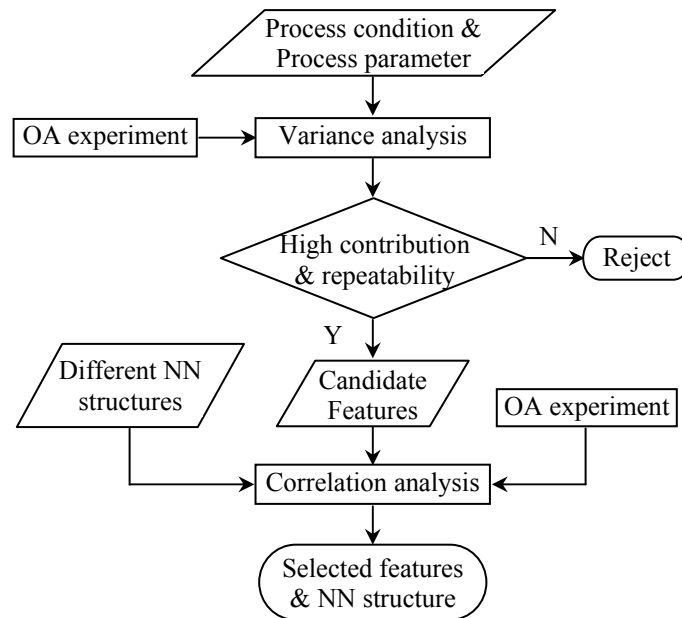 Process condition &
Process parameter
OA experiment
Variance analysis
High contribution
& repeatability
N
Reject
Y
Different NN
structures
Candidate
Features
OA experiment
Correlation analysis
Selected features
& NN structure